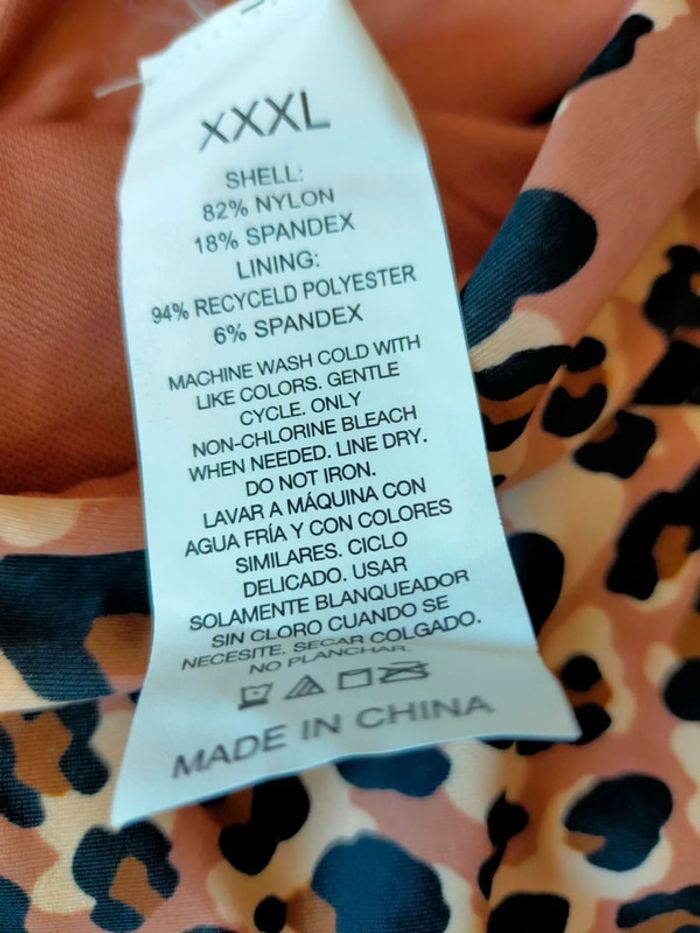 XXXL
SHELL:
82% NYLON
18% SPANDEX
LINING:
94% RECYCELD POLYESTER
6% SPANDEX
MACHINE WASH COLD WITH
LIKE COLORS. GENTLE
CYCLE. ONLY
NON-CHLORINE BLEACH
WHEN NEEDED. LINE DRY.
DO NOT IRON.
LAVAR A MÁQUINA CON
AGUA FRÍA Y CON COLORES
SIMILARES. CICLO
DELICADO. USAR
SOLAMENTE BLANQUEADOR
SIN CLORO CUANDO SE
NECESITE. SECAR COLGADO.
NO PLANCHAR.
MADE IN CHINA